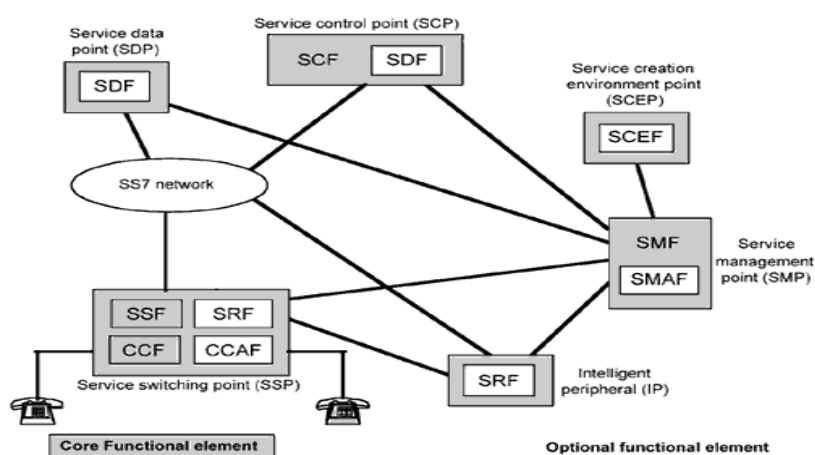 Service control point (SCP)
SCF
SDF
Service data
point (SDP)
SDF
Service creation
environment point
(SCEP)
SCEF
SS7 network
SMF
SMAF
Service
management
point (SMP)
SSF
SRF
CCF
CCAF
Service switching point (SSP)
SRF
Intelligent
peripheral (IP)
Core Functional element
Optional functional element